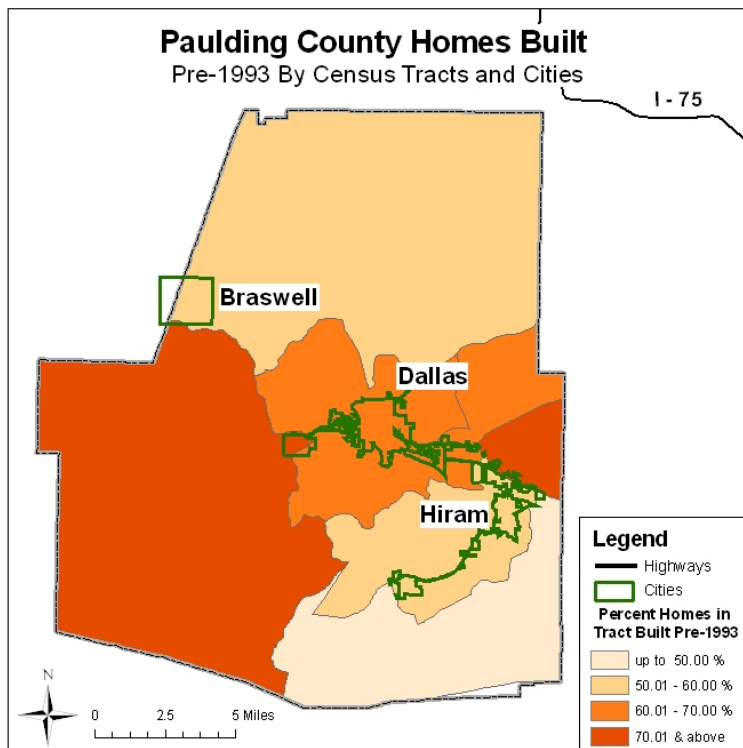 Paulding County Homes Built
Pre-1993 By Census Tracts and Cities
I - 75
Braswell
Dallas
Hiram
Legend
Highways
Cities
Percent Homes in
Tract Built Pre-1993
up to 50.00 %
50.01 - 60.00 %
60.01 - 70.00 %
70.01 & above
N
0 2.5 5 Miles